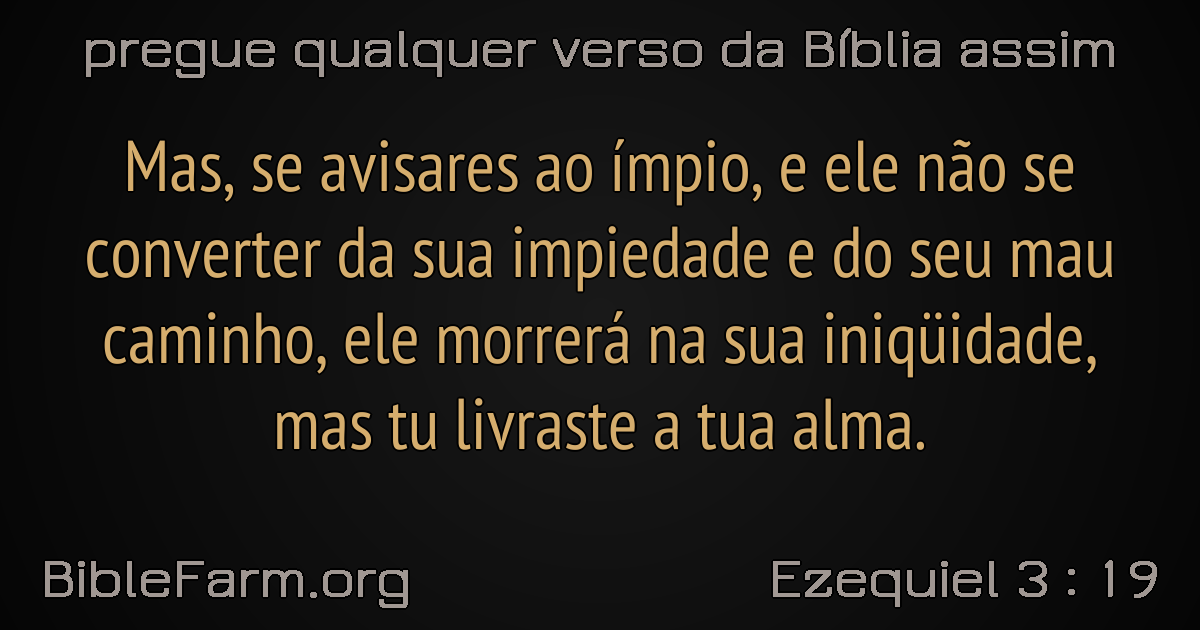 pregue qualquer verso da Bíblia assim
Mas, se avisares ao ímpio, e ele não se
converter da sua impiedade e do seu mau
caminho, ele morrerá na sua iniqüidade,
mas tu livraste a tua alma.
BibleFarm.org
Ezequiel 3 : 19